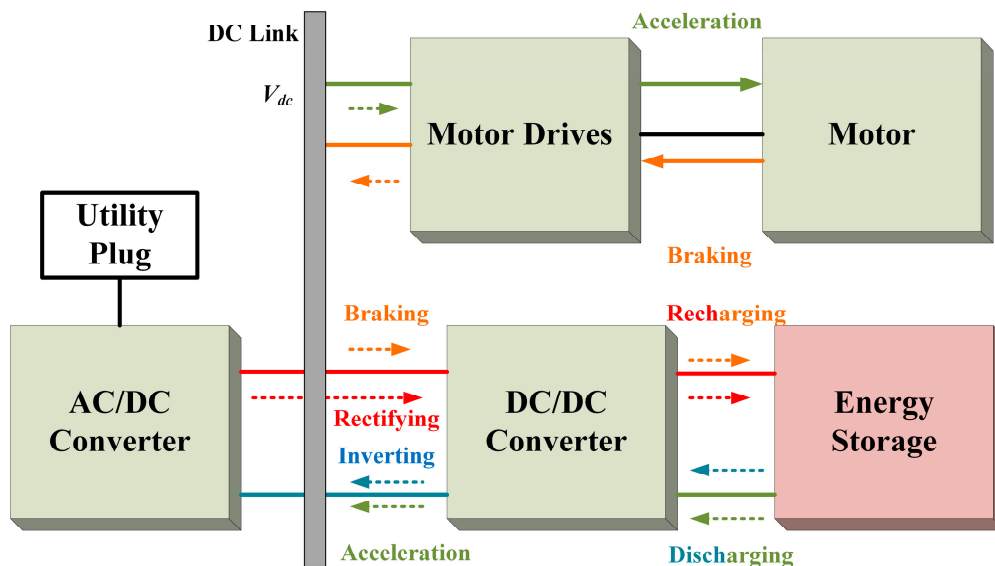 Acceleration
DC Link
V_dc
Motor Drives
Motor
Utility
Plug
Braking
Braking
Recharging
AC/DC
Converter
Rectifying
DC/DC
Converter
Energy
Storage
Inverting
Acceleration
Discharging